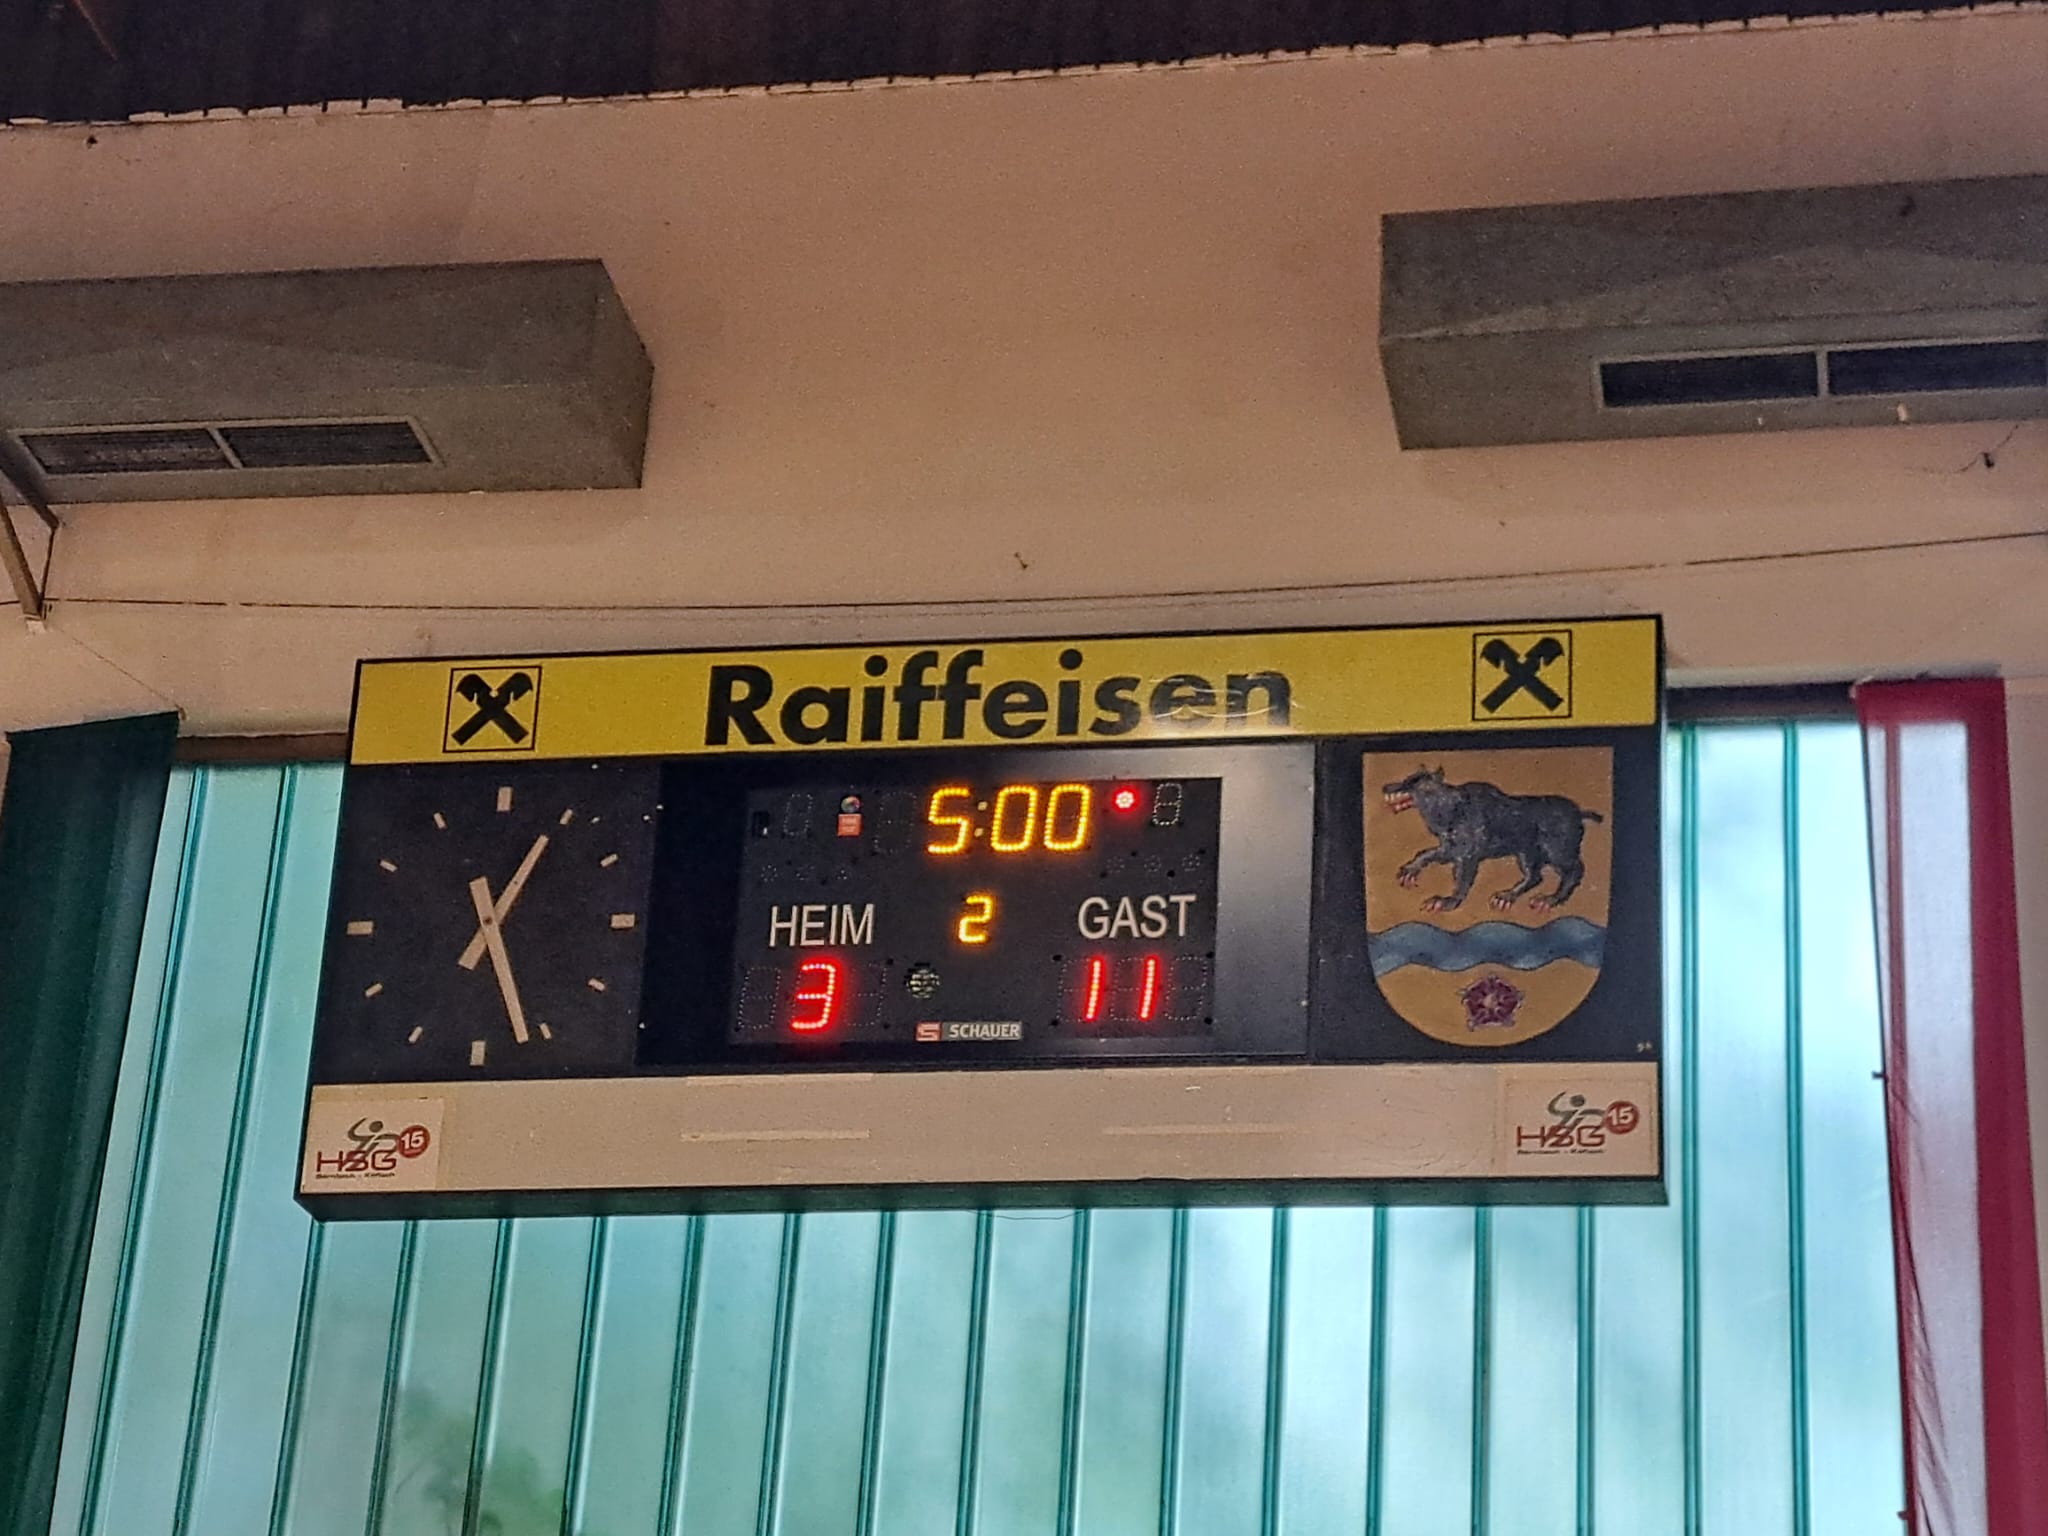 Raiffeisen
5:00
HEIM 2 GAST
3 11
SCHAUER
HSG 15 HSG 15